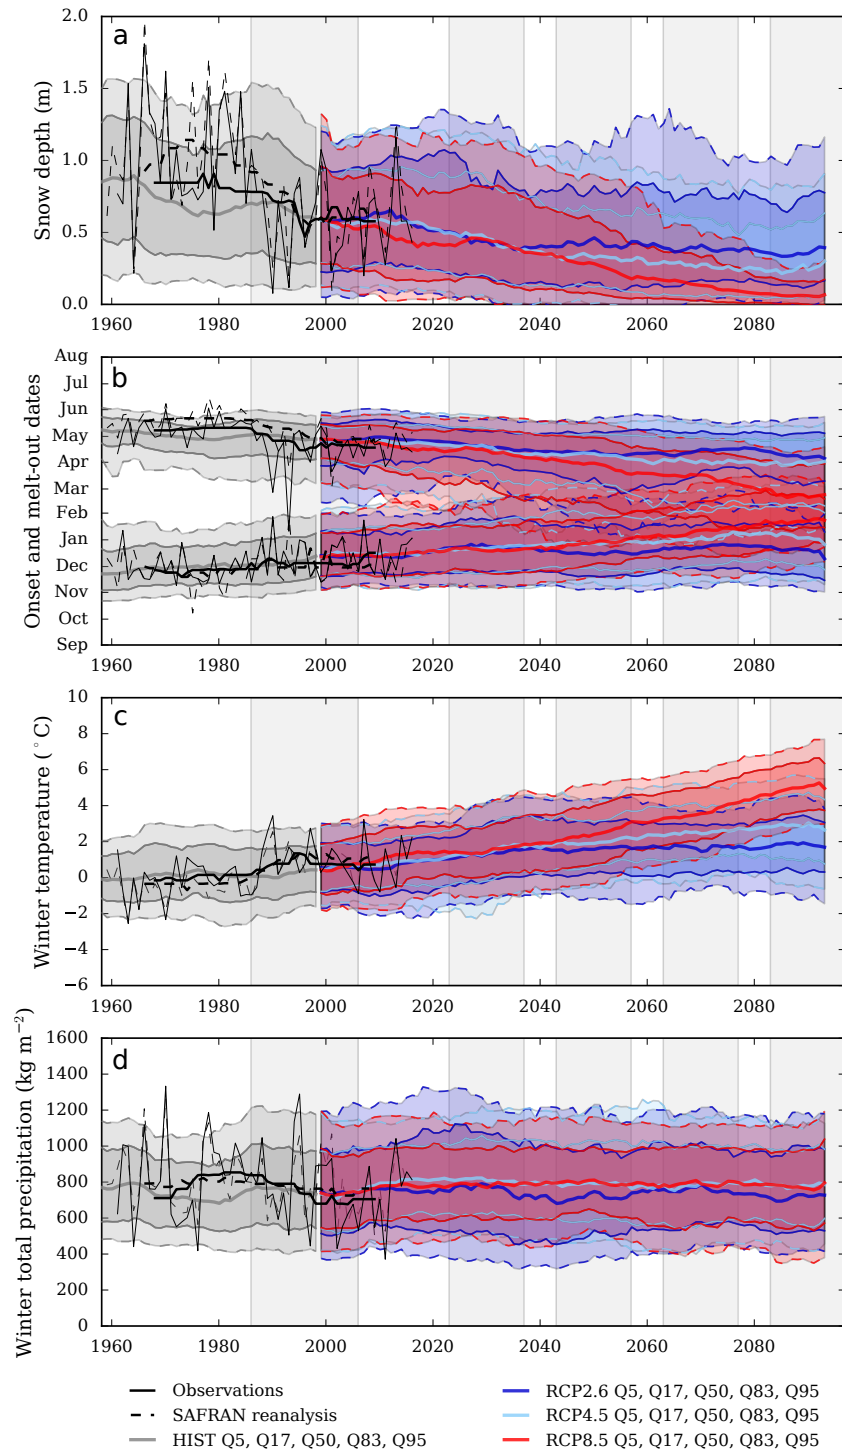 a
Snow depth (m)
2.0
1.5
1.0
0.5
0.0
1960 1980 2000 2020 2040 2060 2080
b
Onset and melt-out dates
Aug
Jul
Jun
May
Apr
Mar
Feb
Jan
Dec
Nov
Oct
Sep
1960 1980 2000 2020 2040 2060 2080
c
Winter temperature (°C)
10
8
6
4
2
0
−2
−4
−6
1960 1980 2000 2020 2040 2060 2080
d
Winter total precipitation (kg m⁻²)
1600
1400
1200
1000
800
600
400
200
0
1960 1980 2000 2020 2040 2060 2080
Observations
SAFRAN reanalysis
HIST Q5, Q17, Q50, Q83, Q95
RCP2.6 Q5, Q17, Q50, Q83, Q95
RCP4.5 Q5, Q17, Q50, Q83, Q95
RCP8.5 Q5, Q17, Q50, Q83, Q95